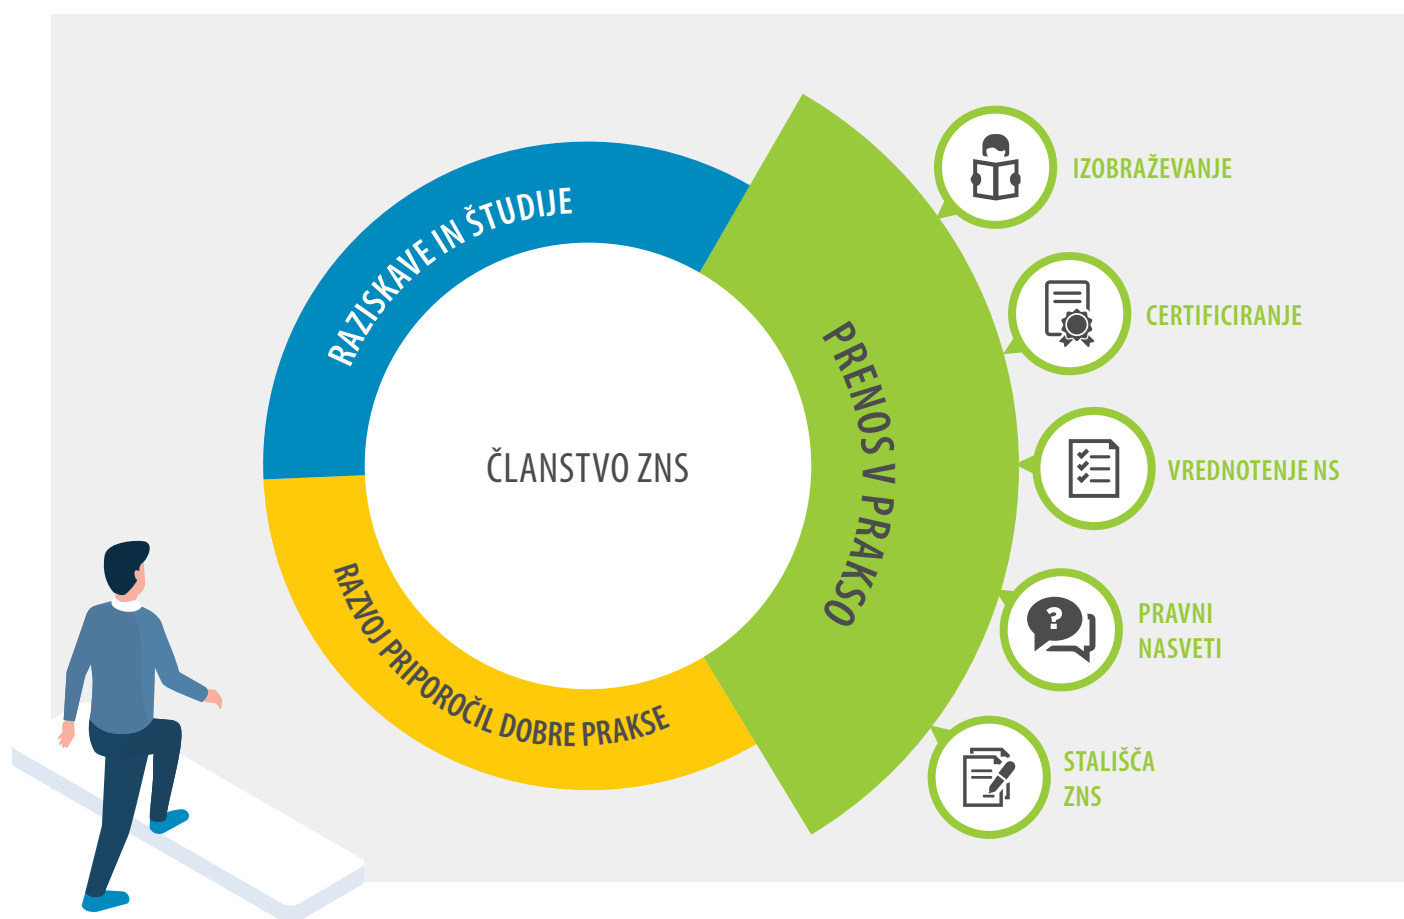 RAZISKAVE IN ŠTUDIJE
PRENOS V PRAKSO
RAZVOJ PRIPOROČIL DOBRE PRAKSE
ČLANSTVO ZNS
IZOBRAŽEVANJE
CERTIFICIRANJE
VREDNOTENJE NS
?
PRAVNI
NASVETI
STALIŠČA
ZNS